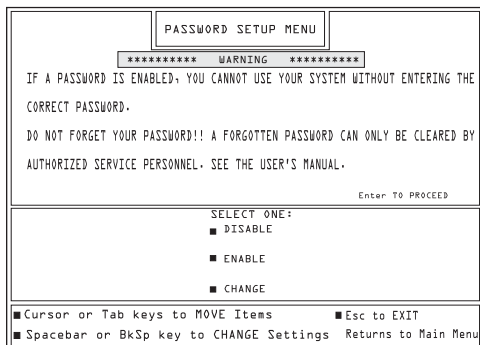 PASSWORD SETUP MENU
********** WARNING **********
IF A PASSWORD IS ENABLED, YOU CANNOT USE YOUR SYSTEM WITHOUT ENTERING THE
CORRECT PASSWORD.
DO NOT FORGET YOUR PASSWORD!! A FORGOTTEN PASSWORD CAN ONLY BE CLEARED BY
AUTHORIZED SERVICE PERSONNEL. SEE THE USER'S MANUAL.
Enter TO PROCEED
SELECT ONE:
■ DISABLE
■ ENABLE
■ CHANGE
■ Cursor or Tab keys to MOVE Items ■ Esc to EXIT
■ Spacebar or BkSp key to CHANGE Settings Returns to Main Menu